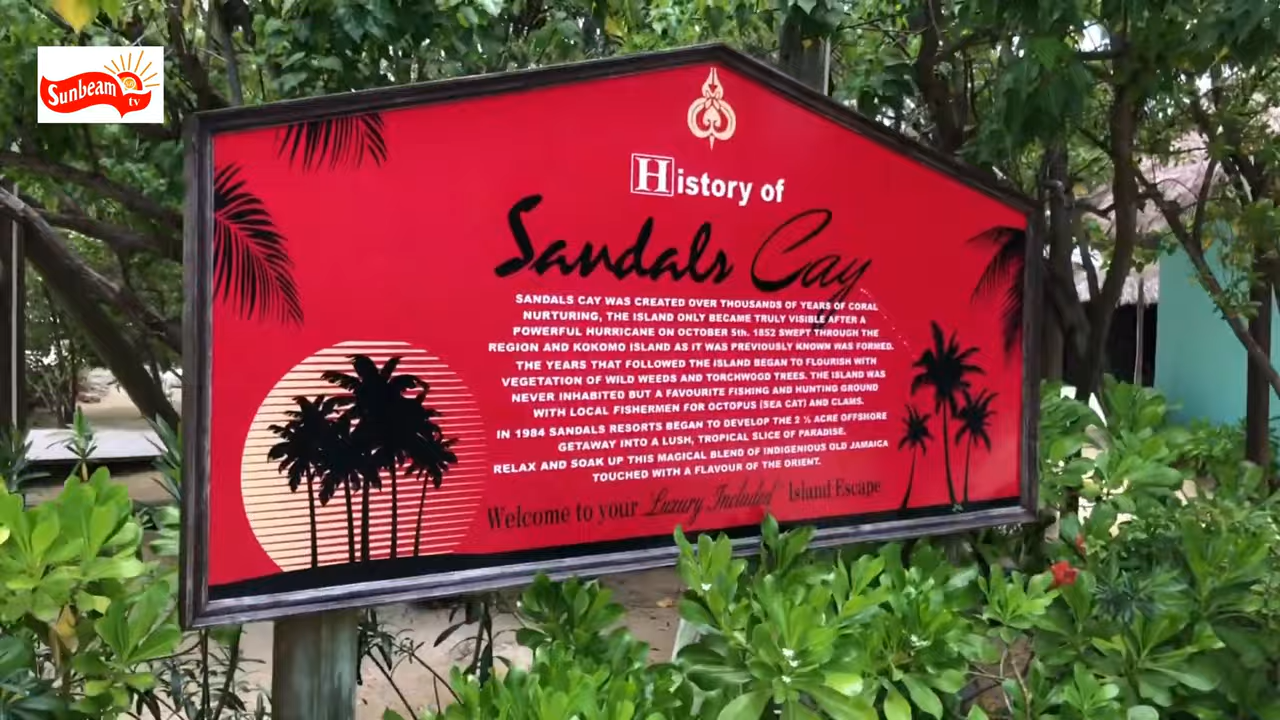 Sunbeam
tv
History of
Sandals Cay
SANDALS CAY WAS CREATED OVER THOUSANDS OF YEARS OF CORAL
NURTURING, THE ISLAND ONLY BECAME TRULY VISIBLE AFTER A
POWERFUL HURRICANE ON OCTOBER 5th. 1852 SWEPT THROUGH THE
REGION AND KOKOMO ISLAND AS IT WAS PREVIOUSLY KNOWN WAS FORMED.
THE YEARS THAT FOLLOWED THE ISLAND BEGAN TO FLOURISH WITH
VEGETATION OF WILD WEEDS AND TORCHWOOD TREES. THE ISLAND WAS
NEVER INHABITED BUT A FAVOURITE FISHING AND HUNTING GROUND
WITH LOCAL FISHERMEN FOR OCTOPUS (SEA CAT) AND CLAMS.
IN 1984 SANDALS RESORTS BEGAN TO DEVELOP THE 2 ½ ACRE OFFSHORE
GETAWAY INTO A LUSH, TROPICAL SLICE OF PARADISE.
RELAX AND SOAK UP THIS MAGICAL BLEND OF INDIGENIOUS OLD JAMAICA
TOUCHED WITH A FLAVOUR OF THE ORIENT.
Welcome to your "Luxury Included" Island Escape